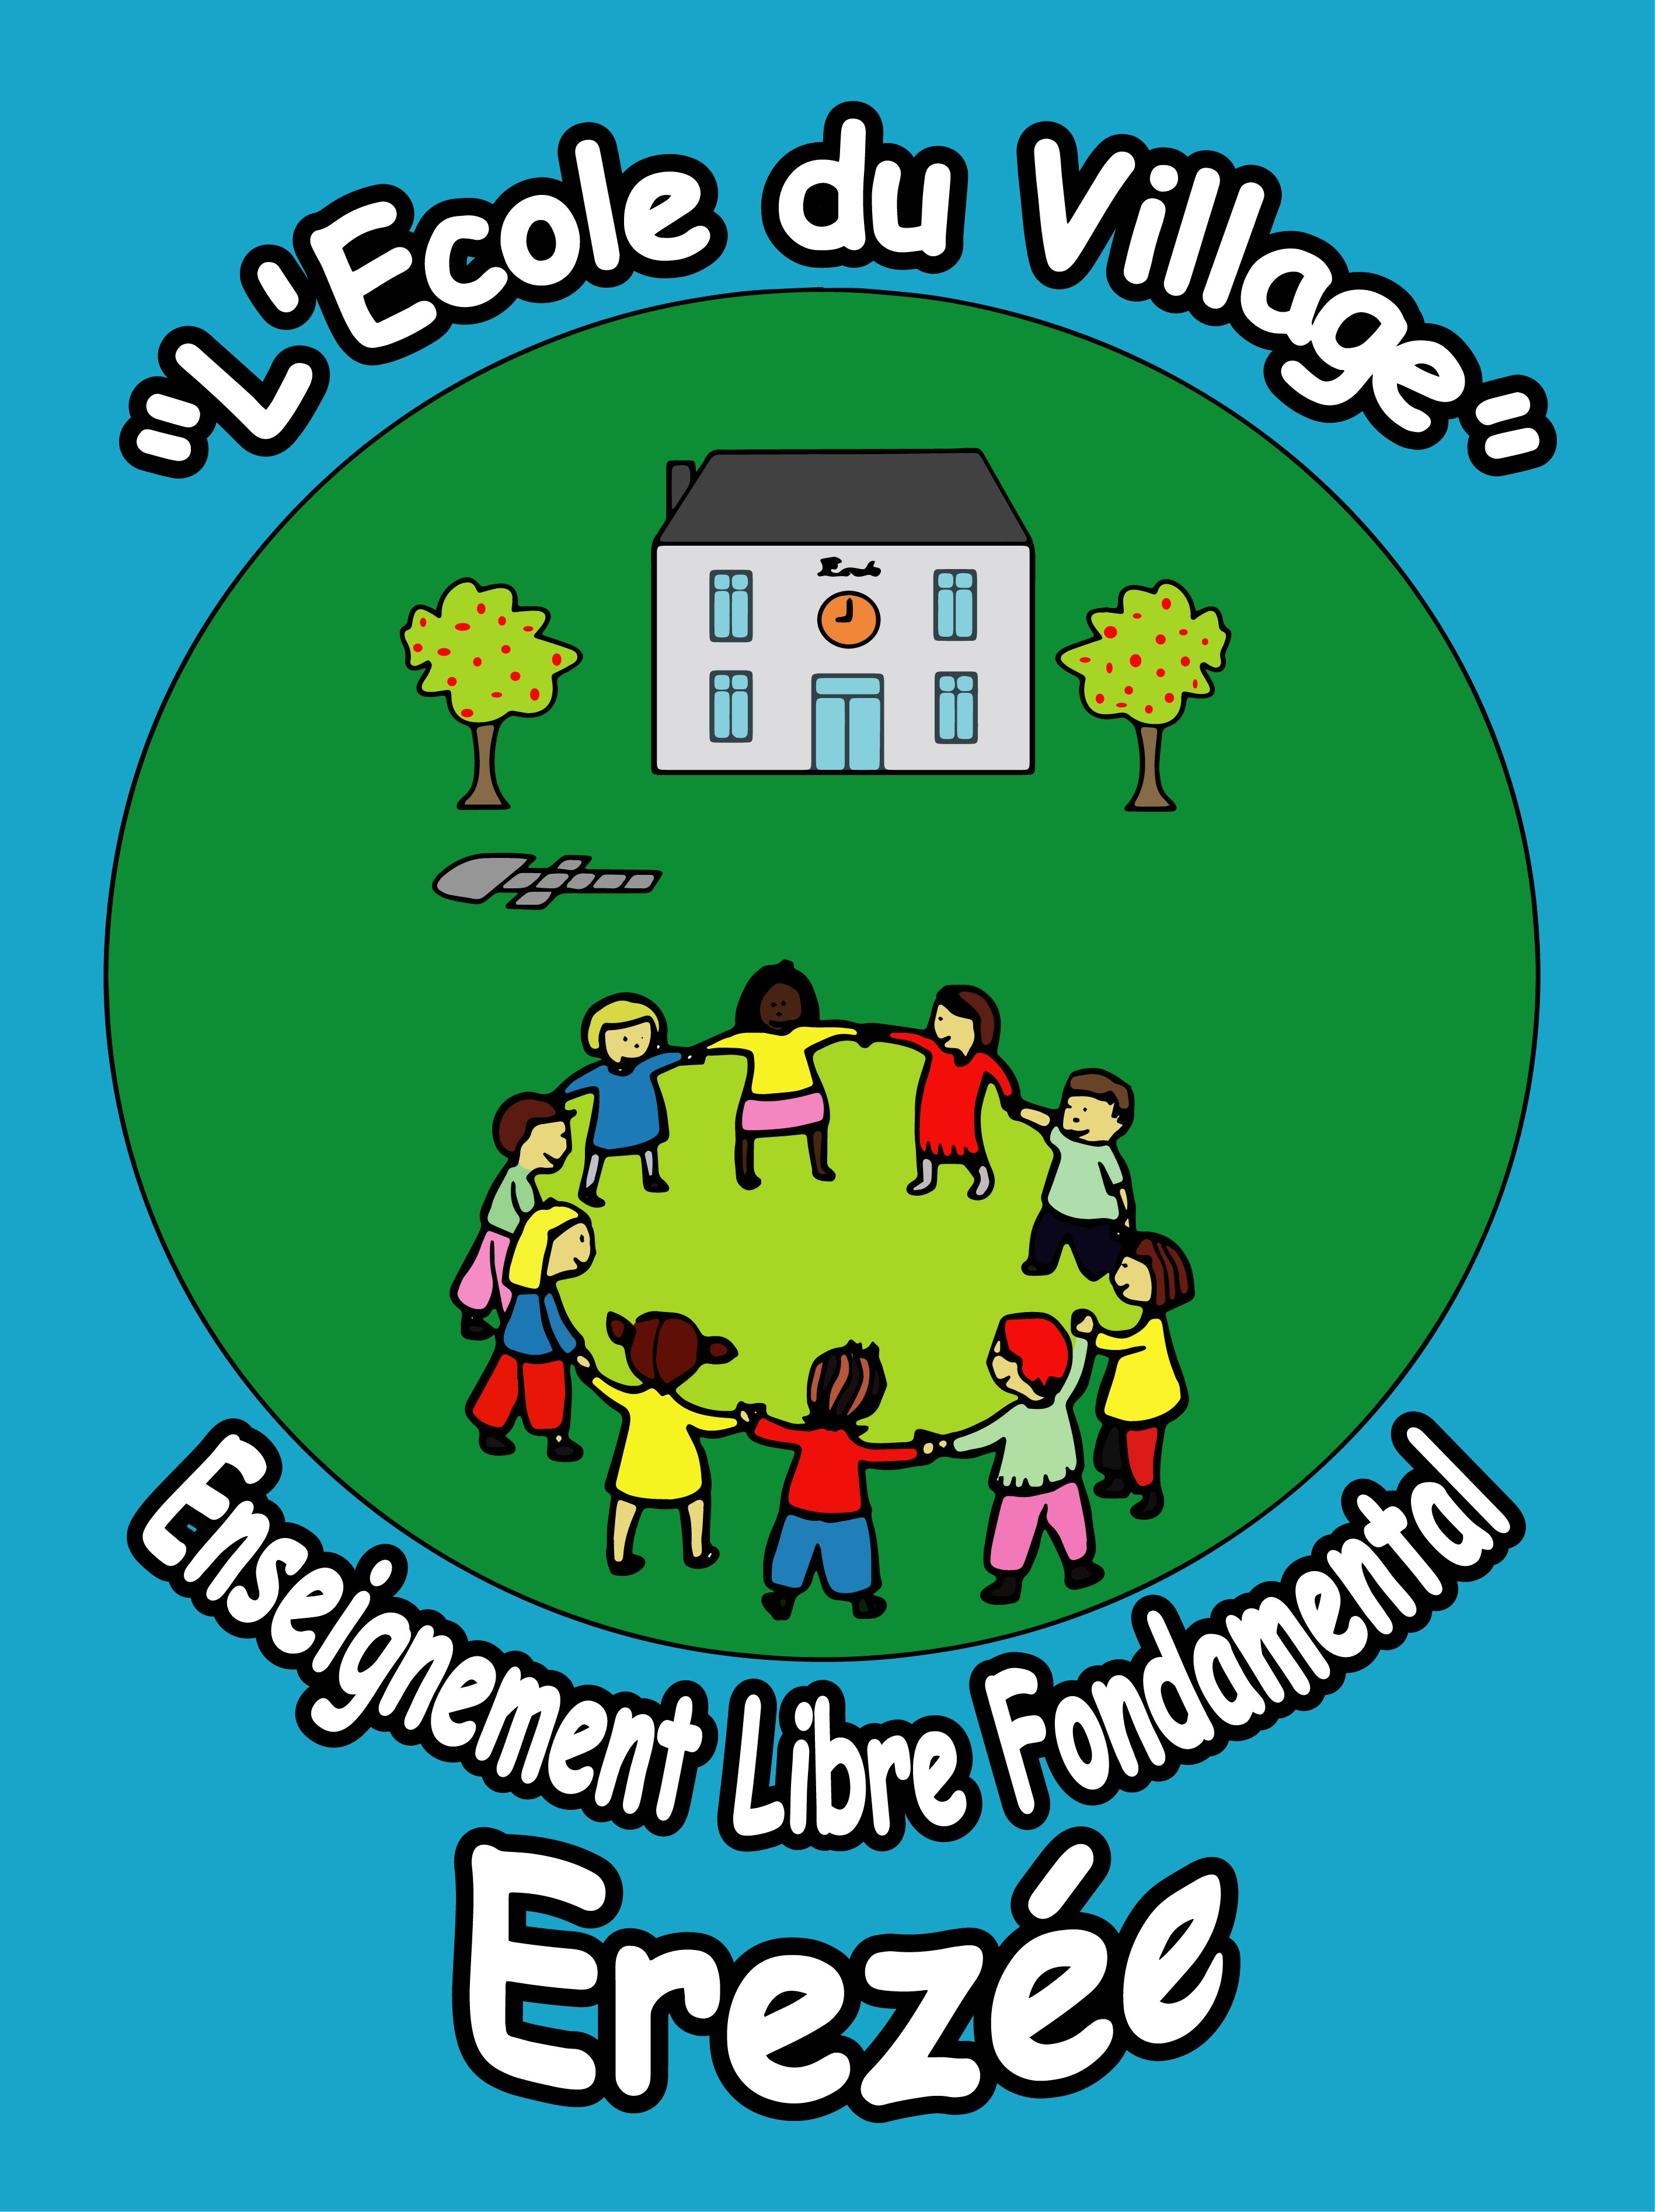 "L'Ecole du Village"
Enseignement Libre Fondamental
Erezée